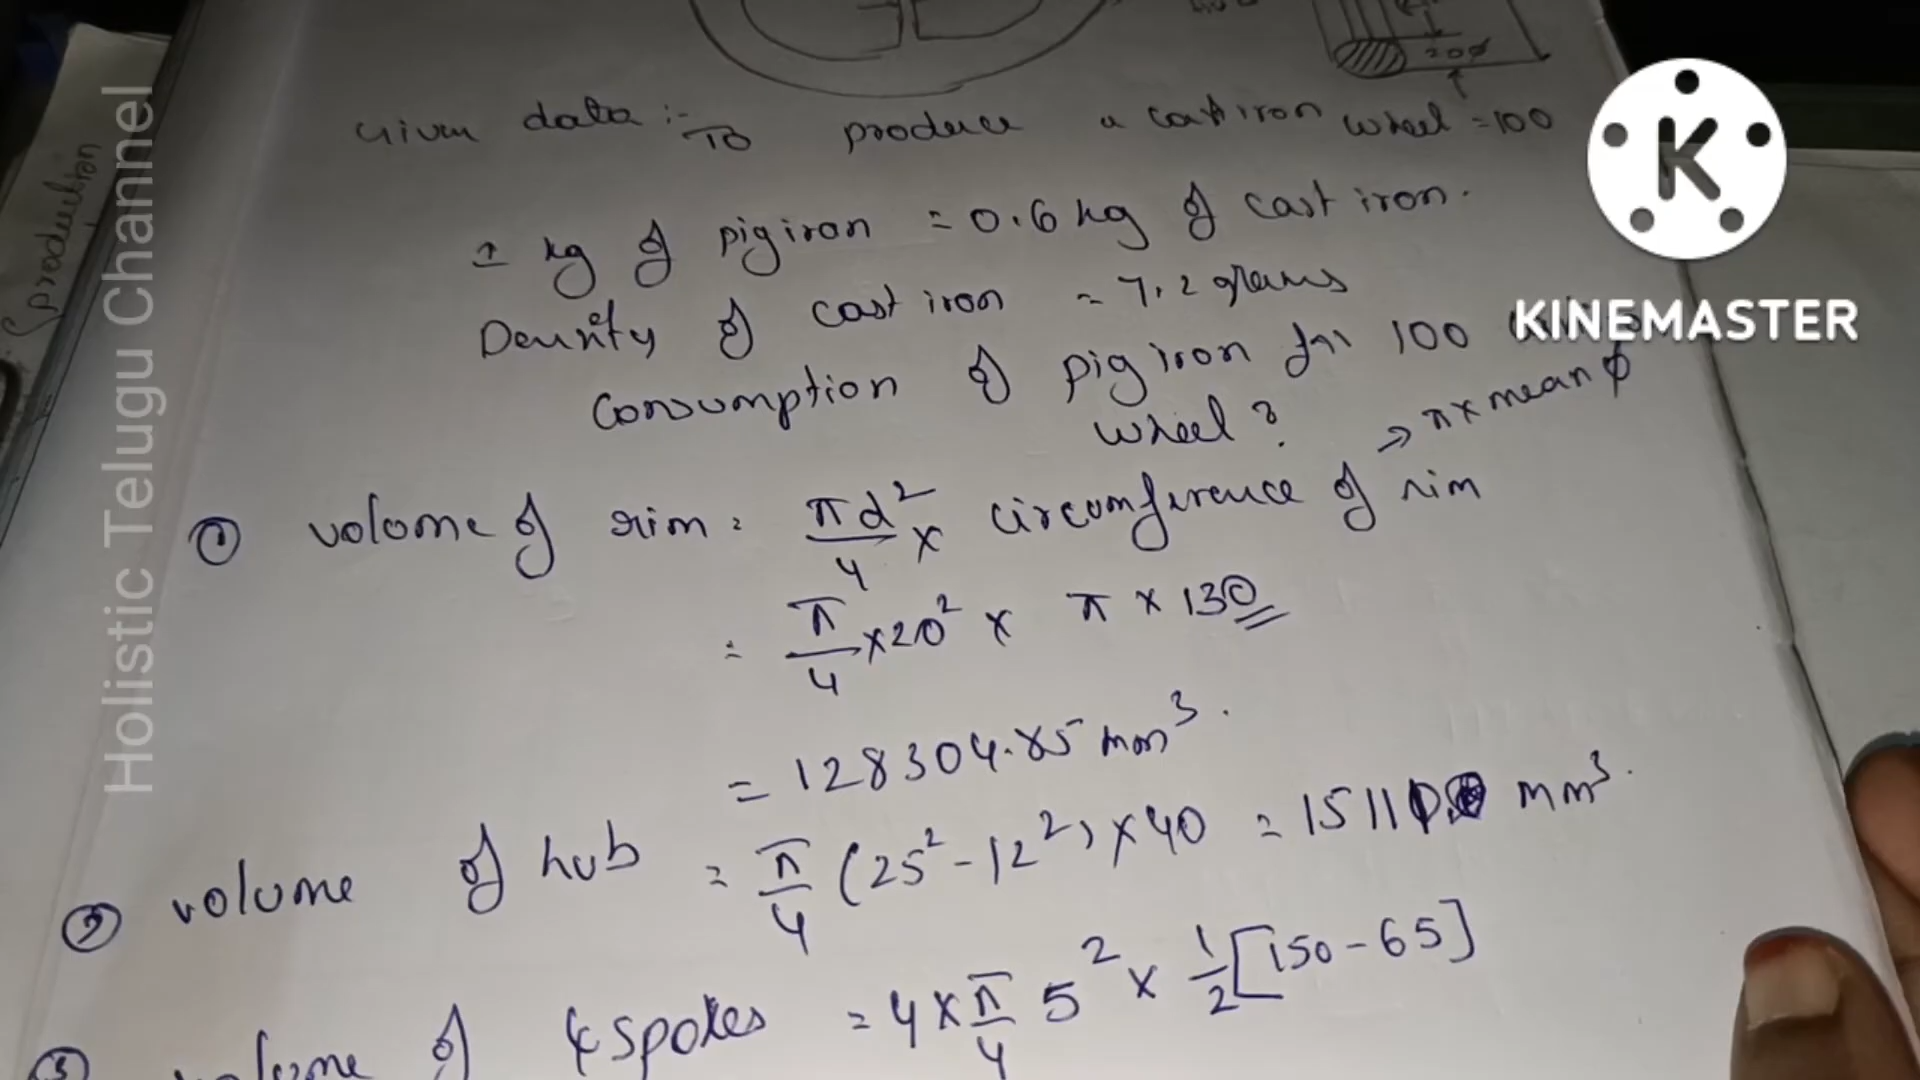 20φ
Given data :- To produce a cast iron wheel = 100
1 kg of pig iron = 0.6 kg of cast iron.
Density of cast iron = 7.2 grams
Consumption of pig iron for 100
wheel?
→ π x mean φ
① volume of rim = πd²/4 x circumference of rim
= π/4 x 20² x π x 130
= 128304.85 mm³.
② volume of hub = π/4 (25² - 12²) x 40 = 15110 mm³.
③ volume of 4 spokes = 4 x π/4 5² x 1/2 [150 - 65]
(production
Holistic Telugu Channel
K
KINEMASTER